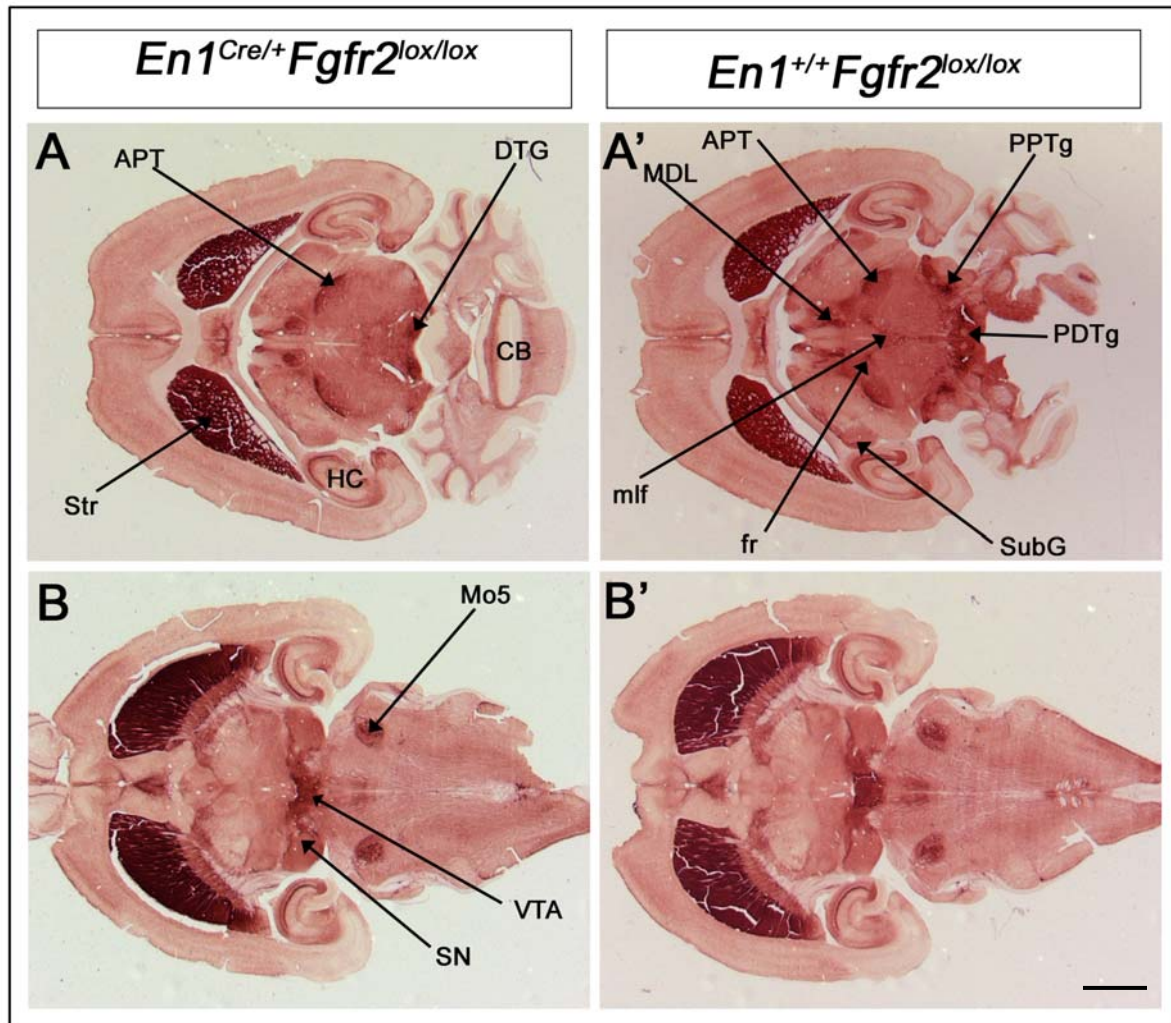 En1Cre/+Fgfr2lox/lox
En1+/+Fgfr2lox/lox
A
APT
DTG
CB
HC
Str
A'
MDL
APT
PPTg
PDTg
mlf
fr
SubG
B
Mo5
VTA
SN
B'